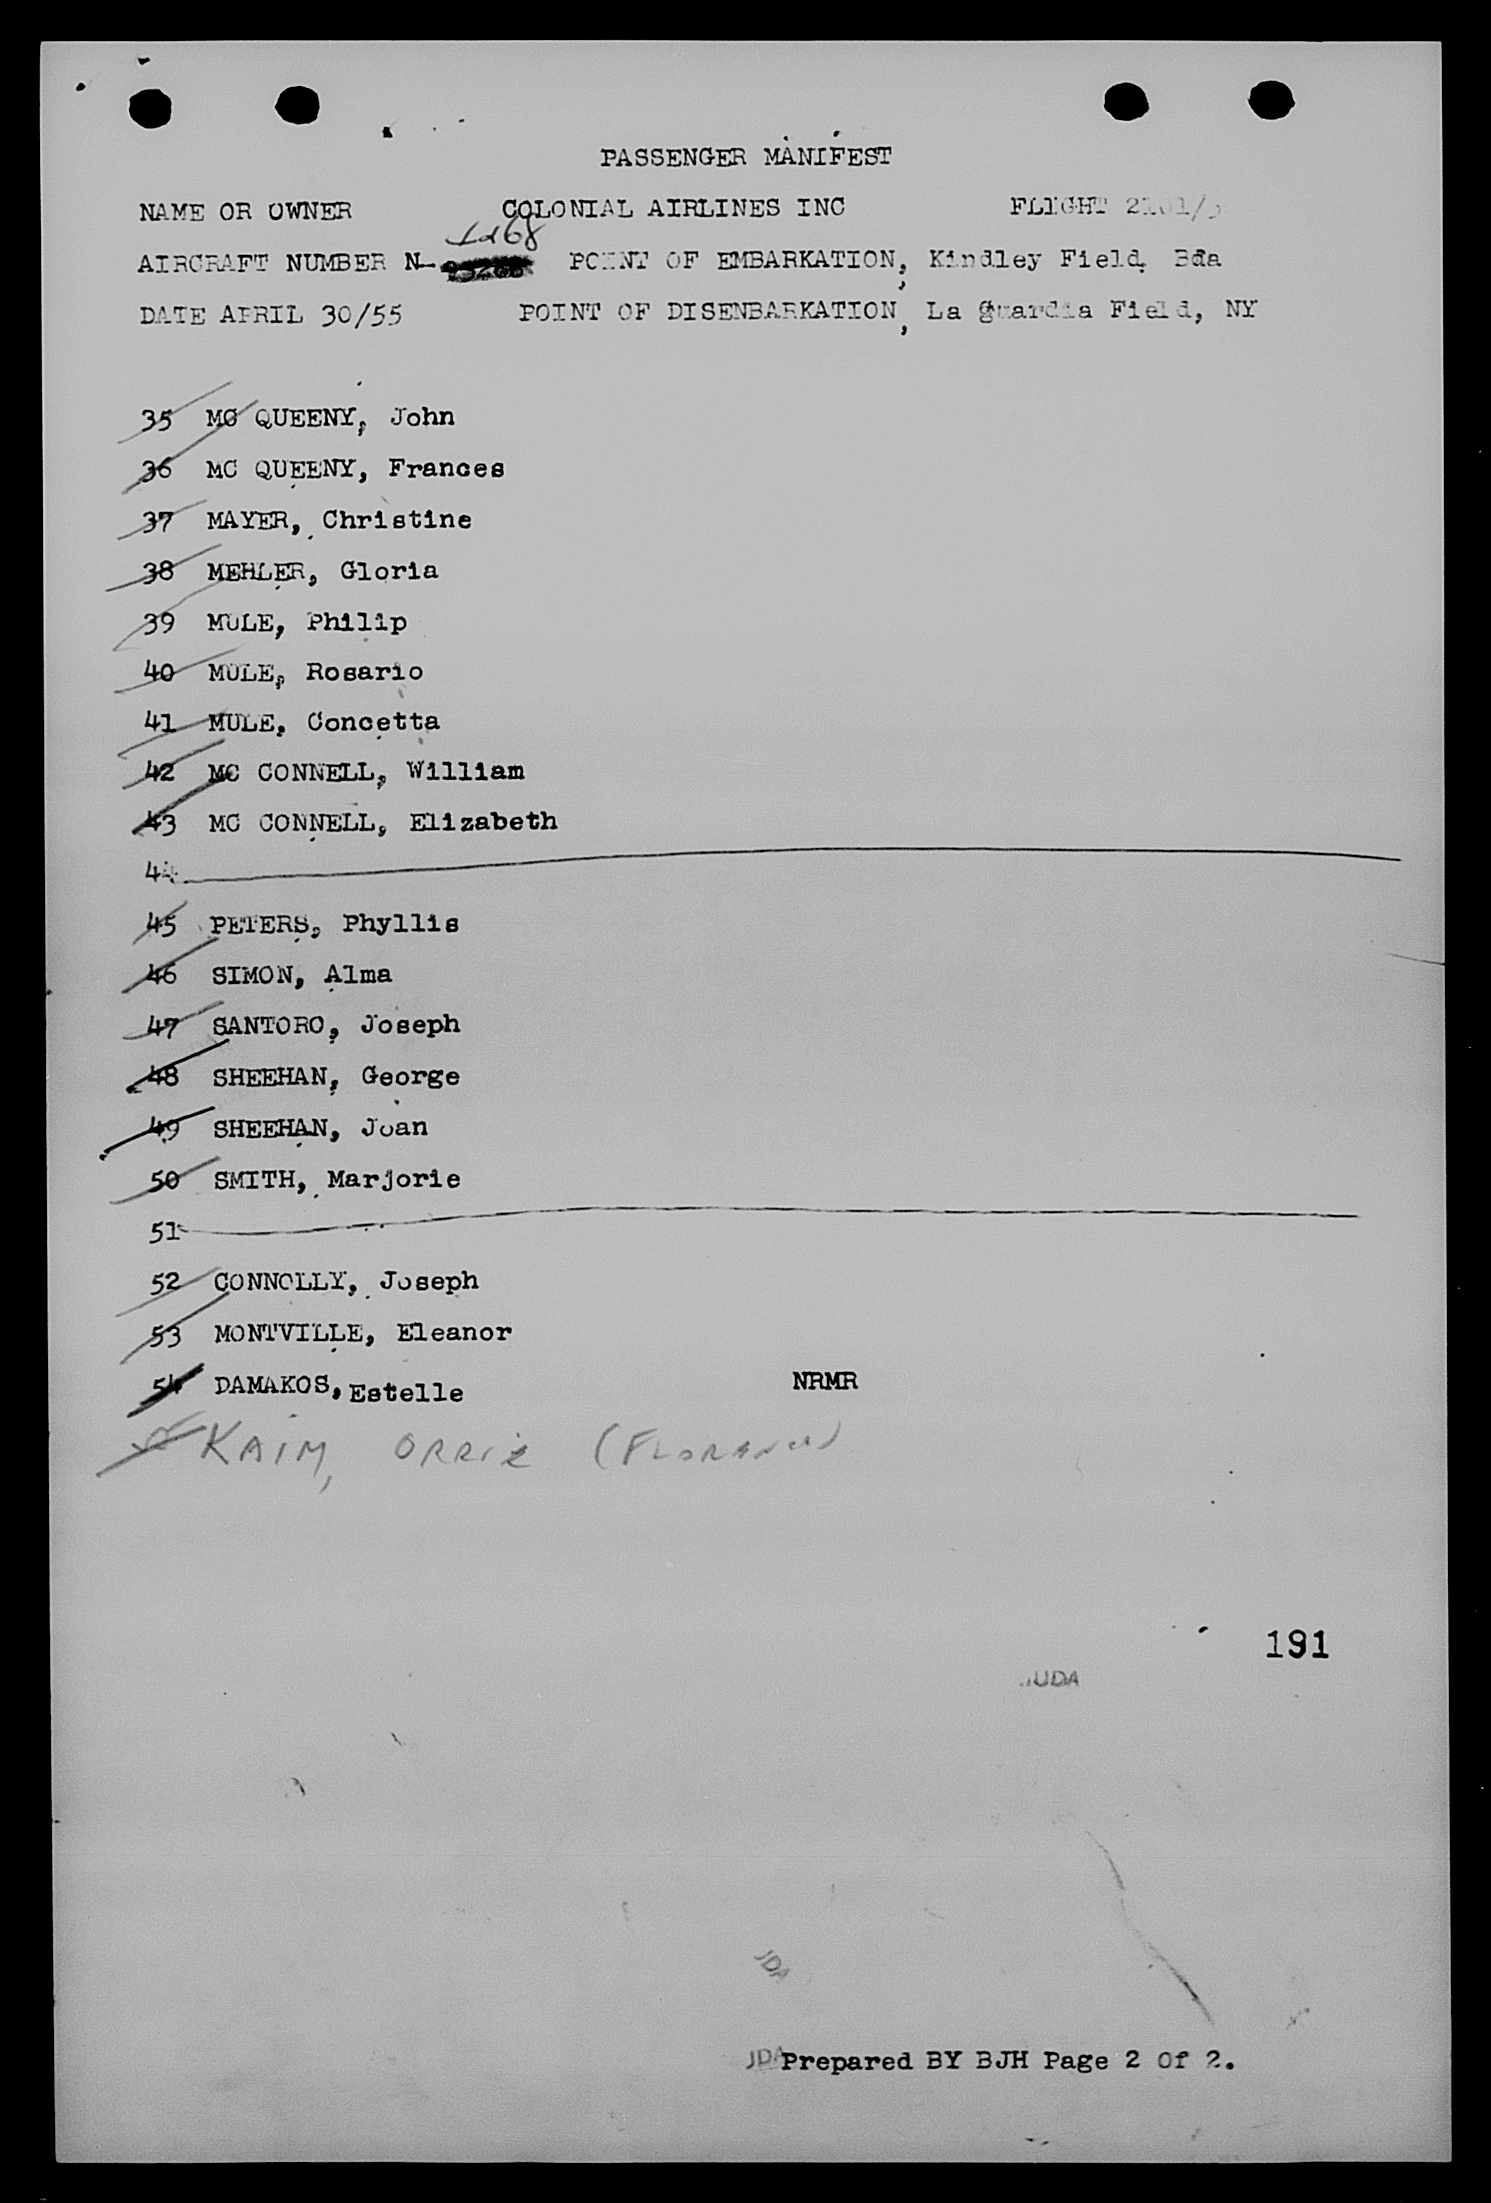 PASSENGER MANIFEST
NAME OR OWNER COLONIAL AIRLINES INC FLIGHT
AIRCRAFT NUMBER N- POINT OF EMBARKATION, Kindley Field, Bda
DATE APRIL 30/55 POINT OF DISENBARKATION, La guardia Field, NY
35 MC QUEENY, John
36 MC QUEENY, Frances
37 MAYER, Christine
38 MEHLER, Gloria
39 MULE, Philip
40 MULE, Rosario
41 MULE, Concetta
42 MC CONNELL, William
43 MC CONNELL, Elizabeth
44
45 PETERS, Phyllis
46 SIMON, Alma
47 SANTORO, Joseph
48 SHEEHAN, George
49 SHEEHAN, Joan
50 SMITH, Marjorie
51
52 CONNOLLY, Joseph
53 MONTVILLE, Eleanor
54 DAMAKOS, Estelle NRMR
KAIM, ORRIE
191
UDA
JDA
JDA Prepared BY BJH Page 2 Of 2.